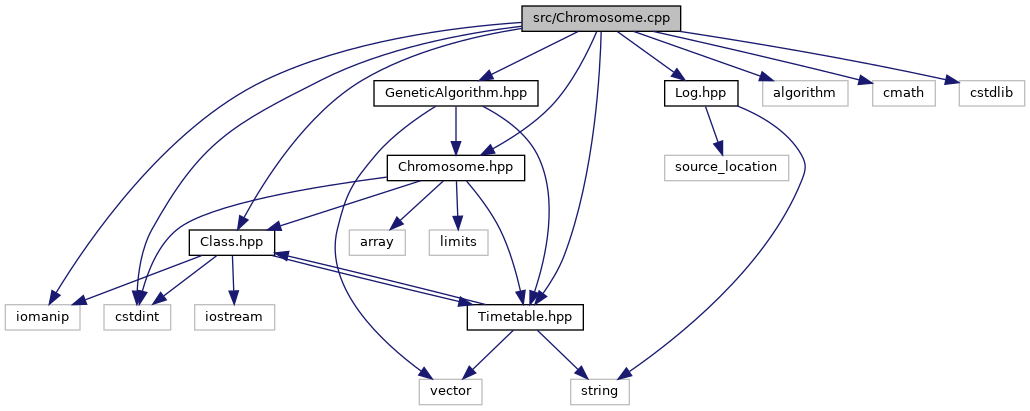 src/Chromosome.cpp
GeneticAlgorithm.hpp
Log.hpp
algorithm
cmath
cstdlib
Chromosome.hpp
source_location
Class.hpp
array
limits
iomanip
cstdint
iostream
Timetable.hpp
vector
string